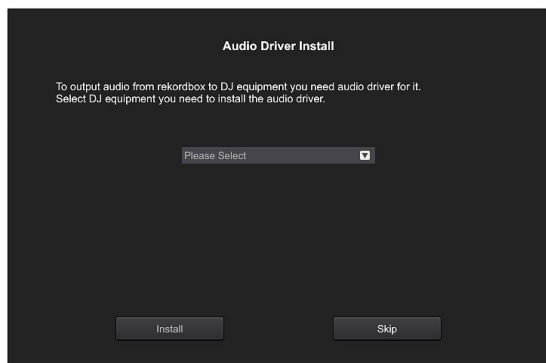 Audio Driver Install
To output audio from rekordbox to DJ equipment you need audio driver for it.
Select DJ equipment you need to install the audio driver.
Please Select
Install
Skip